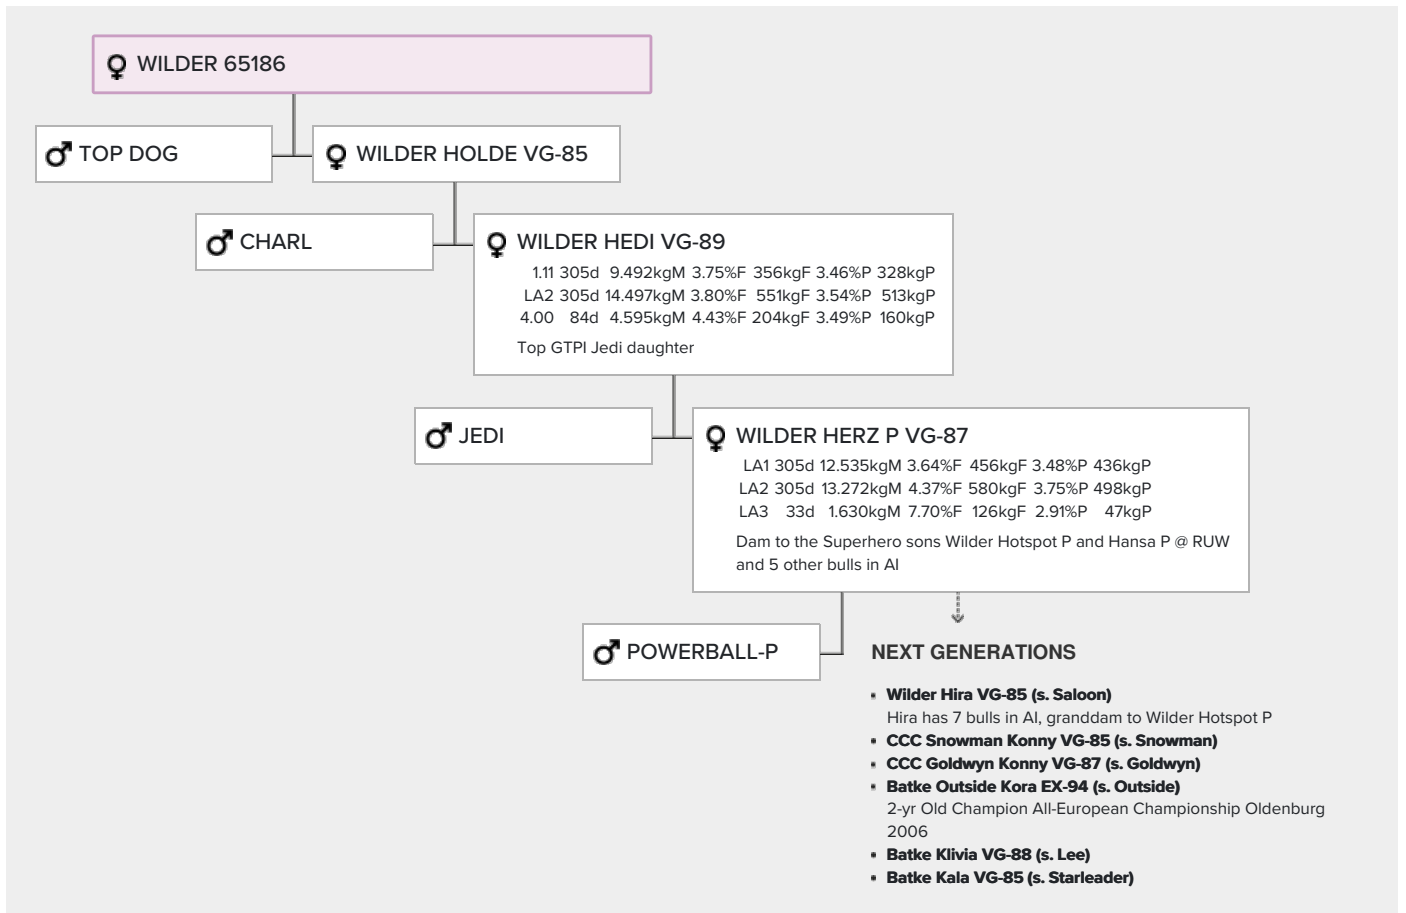 WILDER 65186
TOP DOG
WILDER HOLDE VG-85
CHARL
WILDER HEDI VG-89
1.11 305d 9.492kgM 3.75%F 356kgF 3.46%P 328kgP
LA2 305d 14.497kgM 3.80%F 551kgF 3.54%P 513kgP
4.00 84d 4.595kgM 4.43%F 204kgF 3.49%P 160kgP
Top GTPI Jedi daughter
JEDI
WILDER HERZ P VG-87
LA1 305d 12.535kgM 3.64%F 456kgF 3.48%P 436kgP
LA2 305d 13.272kgM 4.37%F 580kgF 3.75%P 498kgP
LA3 33d 1.630kgM 7.70%F 126kgF 2.91%P 47kgP
Dam to the Superhero sons Wilder Hotspot P and Hansa P @ RUW
and 5 other bulls in AI
POWERBALL-P
NEXT GENERATIONS
Wilder Hira VG-85 (s. Saloon)
Hira has 7 bulls in AI, granddam to Wilder Hotspot P
CCC Snowman Konny VG-85 (s. Snowman)
CCC Goldwyn Konny VG-87 (s. Goldwyn)
Batke Outside Kora EX-94 (s. Outside)
2-yr Old Champion All-European Championship Oldenburg
2006
Batke Klivia VG-88 (s. Lee)
Batke Kala VG-85 (s. Starleader)